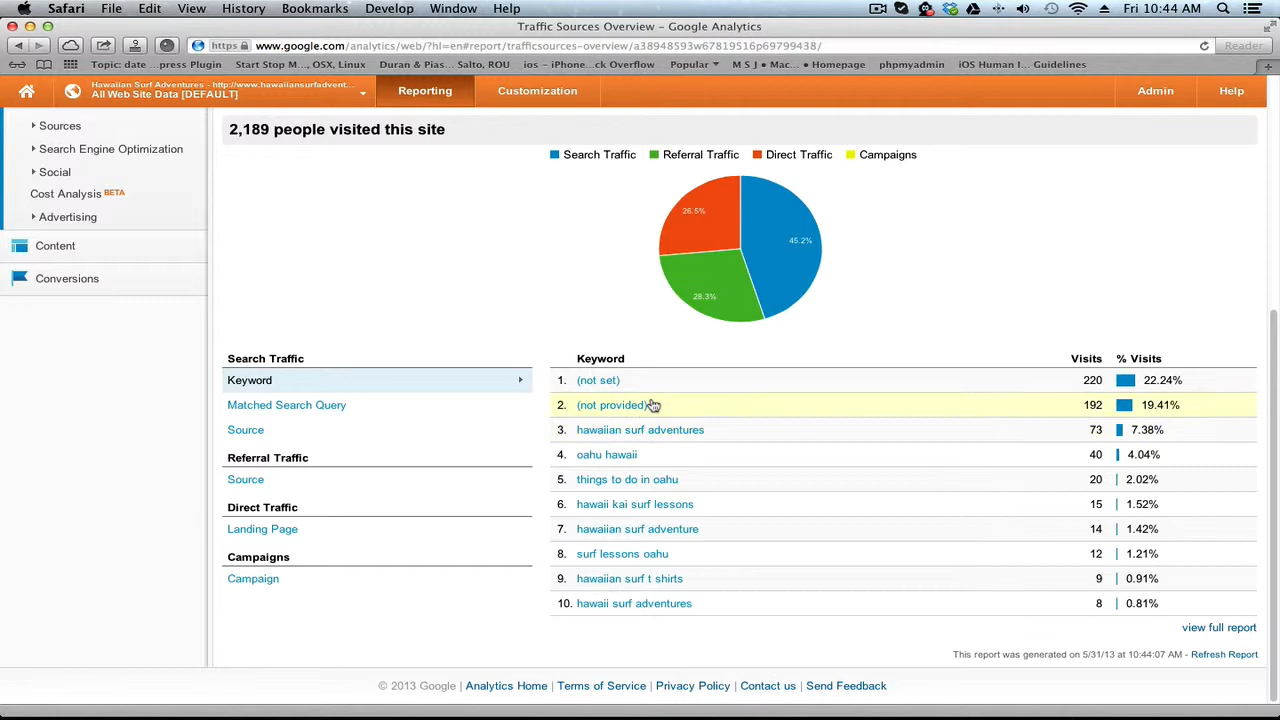 Safari File Edit View History Bookmarks Develop Window Help Fri 10:44 AM
Traffic Sources Overview - Google Analytics
https www.google.com/analytics/web/?hl=en#report/trafficsources-overview/a38948593w67819516p69799438/ Reader
Topic: date ...press Plugin Start Stop M..., OSX, Linux Duran & Pias... Salto, ROU ios - iPhone...ck Overflow Popular M S J • Mac... • Homepage phpmyadmin iOS Human I... Guidelines
Hawaiian Surf Adventures - http://www.hawaiiansurfadvent...
All Web Site Data [DEFAULT]
Reporting Customization Admin Help
Sources
Search Engine Optimization
Social
Cost Analysis BETA
Advertising
Content
Conversions
2,189 people visited this site
Search Traffic Referral Traffic Direct Traffic Campaigns
26.5%
45.2%
28.3%
Search Traffic
Keyword
Matched Search Query
Source
Referral Traffic
Source
Direct Traffic
Landing Page
Campaigns
Campaign
Keyword Visits % Visits
1. (not set) 220 22.24%
2. (not provided) 192 19.41%
3. hawaiian surf adventures 73 7.38%
4. oahu hawaii 40 4.04%
5. things to do in oahu 20 2.02%
6. hawaii kai surf lessons 15 1.52%
7. hawaiian surf adventure 14 1.42%
8. surf lessons oahu 12 1.21%
9. hawaiian surf t shirts 9 0.91%
10. hawaii surf adventures 8 0.81%
view full report
This report was generated on 5/31/13 at 10:44:07 AM - Refresh Report
© 2013 Google | Analytics Home | Terms of Service | Privacy Policy | Contact us | Send Feedback